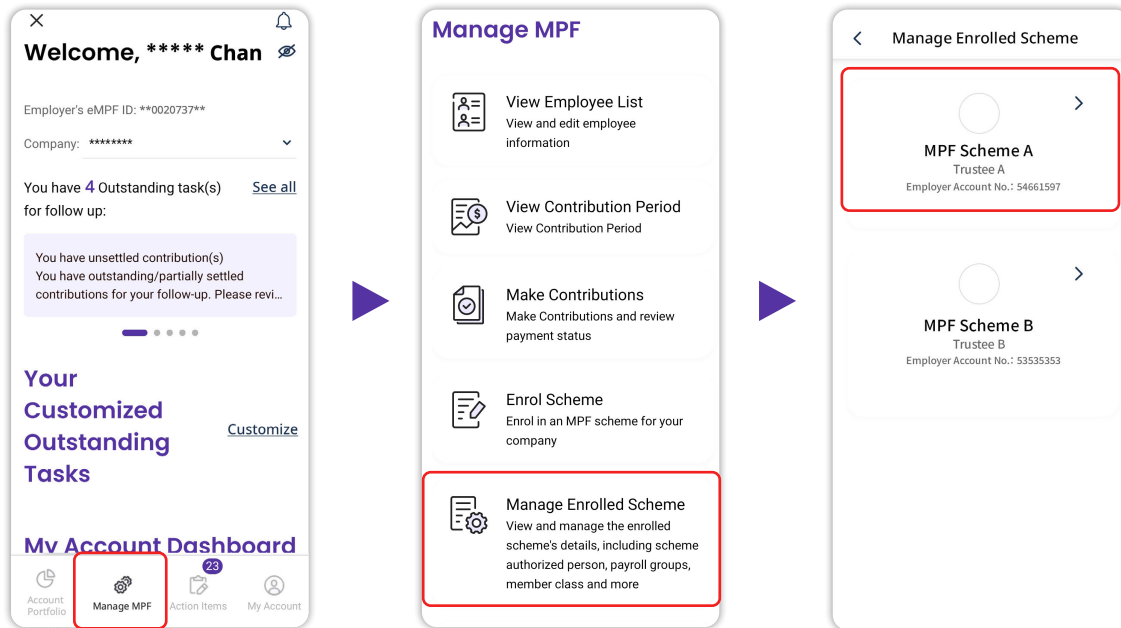 Welcome, ***** Chan
Employer's eMPF ID: **0020737**
Company: ********
You have 4 Outstanding task(s) See all
for follow up:
You have unsettled contribution(s)
You have outstanding/partially settled
contributions for your follow-up. Please revi...
Your
Customized
Outstanding
Tasks
Customize
My Account Dashboard
Account
Portfolio
Manage MPF
23
Action Items
My Account
Manage MPF
View Employee List
View and edit employee
information
View Contribution Period
View Contribution Period
Make Contributions
Make Contributions and review
payment status
Enrol Scheme
Enrol in an MPF scheme for your
company
Manage Enrolled Scheme
View and manage the enrolled
scheme's details, including scheme
authorized person, payroll groups,
member class and more
Manage Enrolled Scheme
MPF Scheme A
Trustee A
Employer Account No.: 54661597
MPF Scheme B
Trustee B
Employer Account No.: 53535353